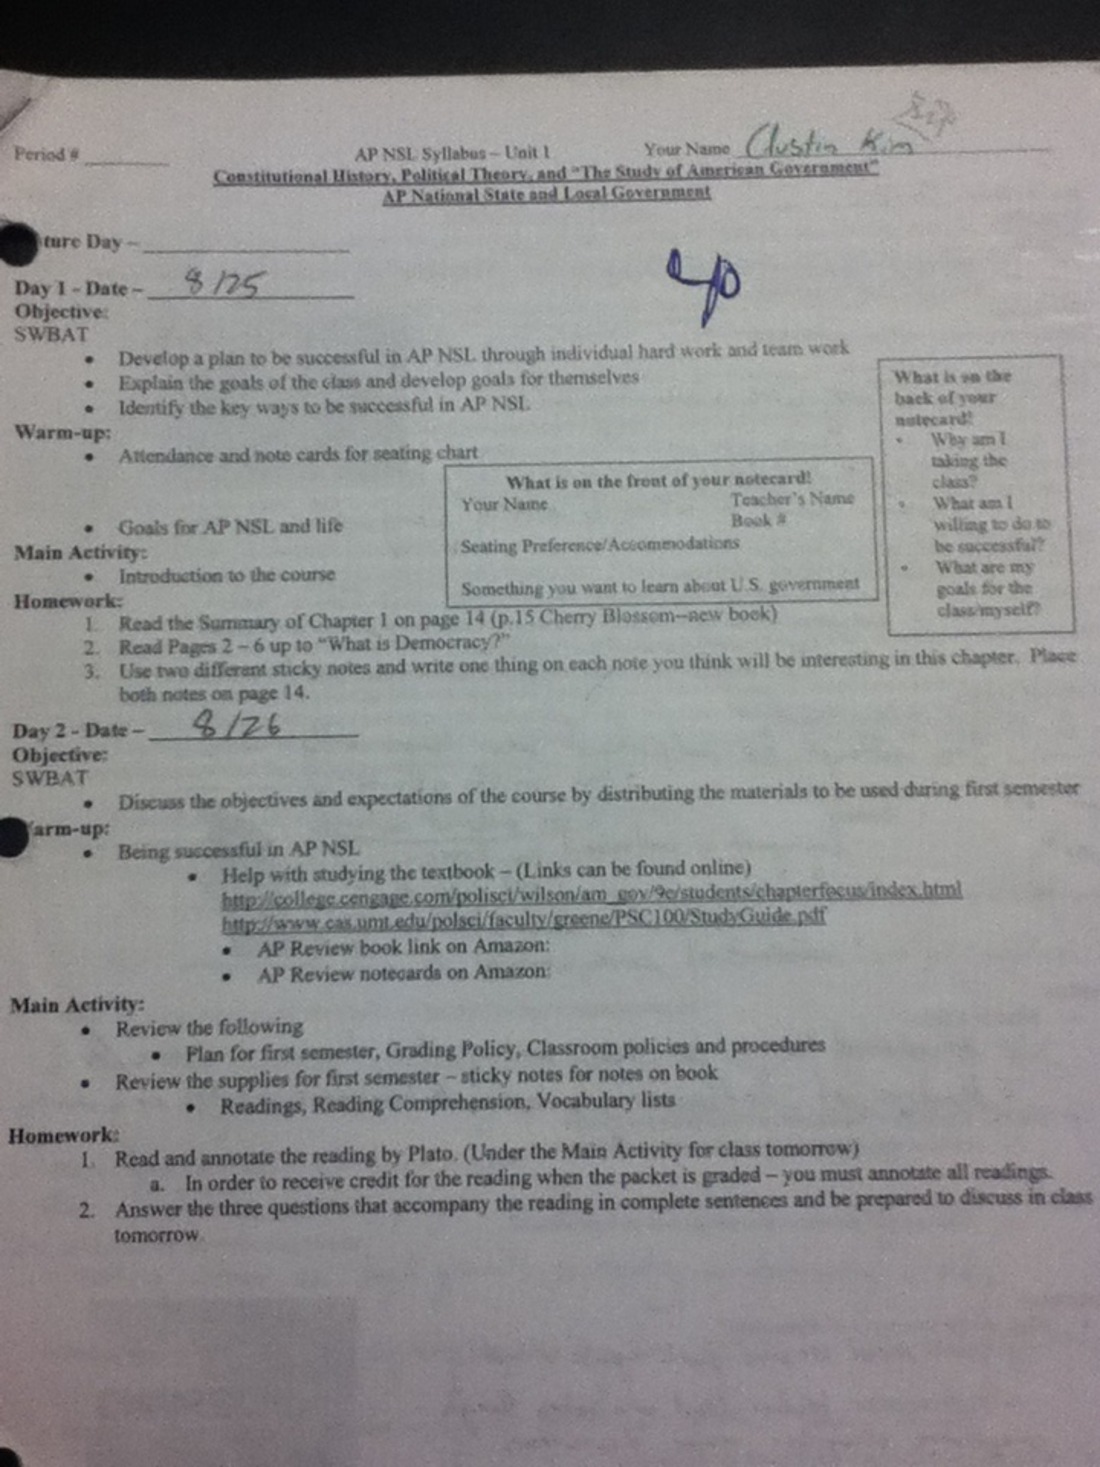 Period # AP NSL Syllabus – Unit 1 Your Name Kim
Constitutional History, Political Theory, and "The Study of American Government"
AP National State and Local Government
ture Day –
Day 1 - Date – 8/25
Objective:
SWBAT
• Develop a plan to be successful in AP NSL through individual hard work and team work
• Explain the goals of the class and develop goals for themselves
• Identify the key ways to be successful in AP NSL
Warm-up:
• Attendance and note cards for seating chart
• Goals for AP NSL and life
Main Activity:
• Introduction to the course
What is on the front of your notecard!
Your Name Teacher's Name
Book #
Seating Preference/Accommodations
Something you want to learn about U.S. government
What is on the
back of your
notecard!
• Why am I
taking the
class?
• What am I
willing to do to
be successful?
• What are my
goals for the
class/myself?
Homework:
1. Read the Summary of Chapter 1 on page 14 (p.15 Cherry Blossom--new book)
2. Read Pages 2 – 6 up to "What is Democracy?"
3. Use two different sticky notes and write one thing on each note you think will be interesting in this chapter. Place
both notes on page 14.
Day 2 - Date – 8/26
Objective:
SWBAT
• Discuss the objectives and expectations of the course by distributing the materials to be used during first semester
arm-up:
• Being successful in AP NSL
• Help with studying the textbook – (Links can be found online)
http://college.cengage.com/polisci/wilson/am_gov/9e/students/chapterfocus/index.html
http://www.cas.umt.edu/polsci/faculty/greene/PSC100/StudyGuide.pdf
• AP Review book link on Amazon:
• AP Review notecards on Amazon:
Main Activity:
• Review the following
• Plan for first semester, Grading Policy, Classroom policies and procedures
• Review the supplies for first semester – sticky notes for notes on book
• Readings, Reading Comprehension, Vocabulary lists
Homework:
1. Read and annotate the reading by Plato. (Under the Main Activity for class tomorrow)
a. In order to receive credit for the reading when the packet is graded – you must annotate all readings.
2. Answer the three questions that accompany the reading in complete sentences and be prepared to discuss in class
tomorrow.